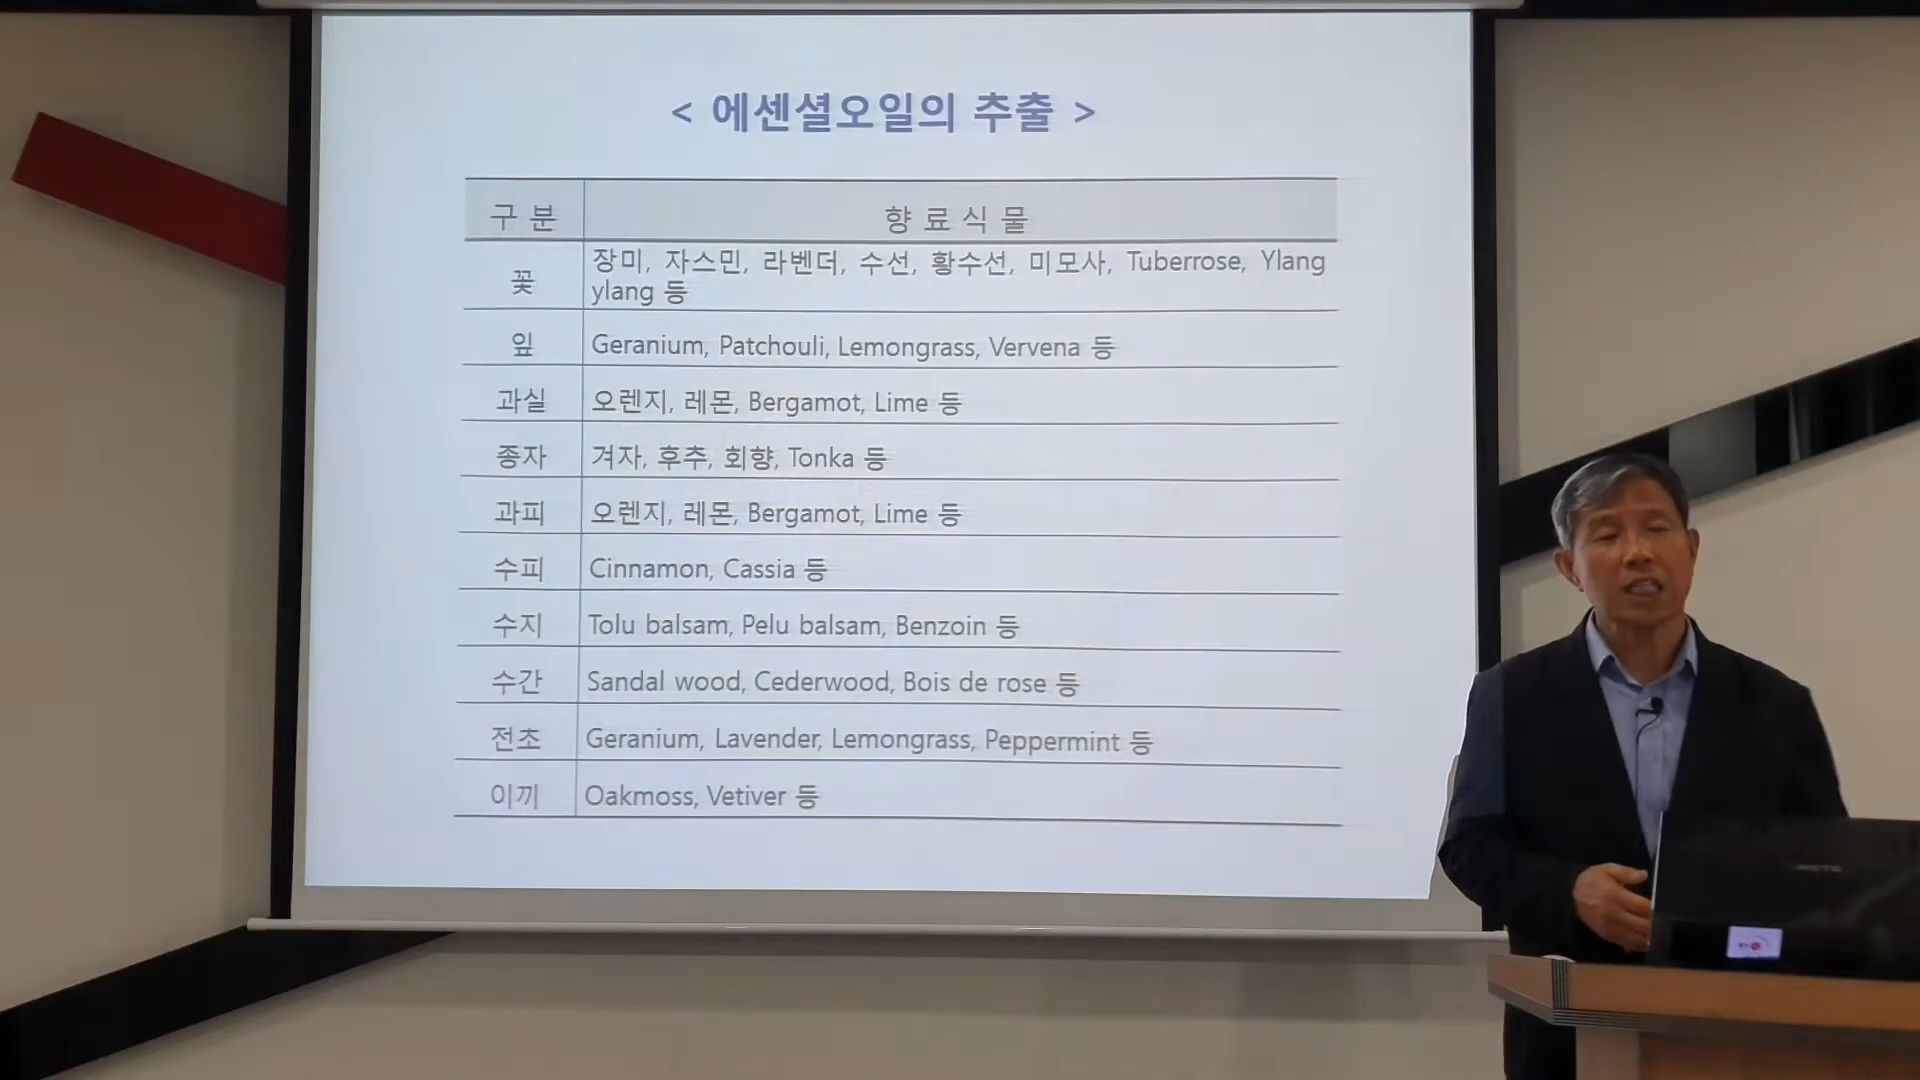 < 에센셜오일의 추출 >
구 분 향 료 식 물
꽃 장미, 자스민, 라벤더, 수선, 황수선, 미모사, Tuberrose, Ylang
ylang 등
잎 Geranium, Patchouli, Lemongrass, Vervena 등
과실 오렌지, 레몬, Bergamot, Lime 등
종자 겨자, 후추, 회향, Tonka 등
과피 오렌지, 레몬, Bergamot, Lime 등
수피 Cinnamon, Cassia 등
수지 Tolu balsam, Pelu balsam, Benzoin 등
수간 Sandal wood, Cederwood, Bois de rose 등
전초 Geranium, Lavender, Lemongrass, Peppermint 등
이끼 Oakmoss, Vetiver 등